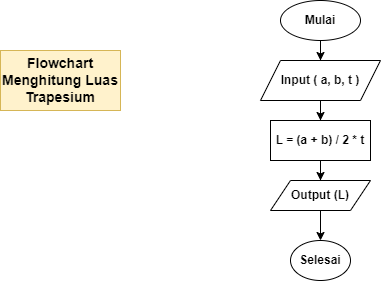 Mulai
Flowchart
Menghitung Luas
Trapesium
Input ( a, b, t )
L = (a + b) / 2 * t
Output (L)
Selesai